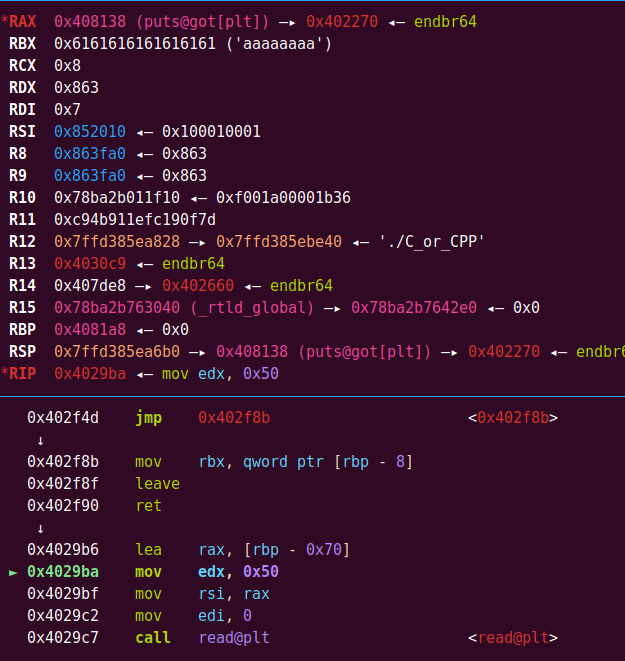 *RAX 0x408138 (puts@got[plt]) —▸ 0x402270 ◂— endbr64
RBX 0x6161616161616161 ('aaaaaaaa')
RCX 0x8
RDX 0x863
RDI 0x7
RSI 0x852010 ◂— 0x100010001
R8 0x863fa0 ◂— 0x863
R9 0x863fa0 ◂— 0x863
R10 0x78ba2b011f10 ◂— 0xf001a00001b36
R11 0xc94b911efc190f7d
R12 0x7ffd385ea828 —▸ 0x7ffd385ebe40 ◂— './C_or_CPP'
R13 0x4030c9 ◂— endbr64
R14 0x407de8 —▸ 0x402660 ◂— endbr64
R15 0x78ba2b763040 (_rtld_global) —▸ 0x78ba2b7642e0 ◂— 0x0
RBP 0x4081a8 ◂— 0x0
RSP 0x7ffd385ea6b0 —▸ 0x408138 (puts@got[plt]) —▸ 0x402270 ◂— endbr6
*RIP 0x4029ba ◂— mov edx, 0x50
0x402f4d jmp 0x402f8b <0x402f8b>
↓
0x402f8b mov rbx, qword ptr [rbp - 8]
0x402f8f leave
0x402f90 ret
↓
0x4029b6 lea rax, [rbp - 0x70]
► 0x4029ba mov edx, 0x50
0x4029bf mov rsi, rax
0x4029c2 mov edi, 0
0x4029c7 call read@plt <read@plt>